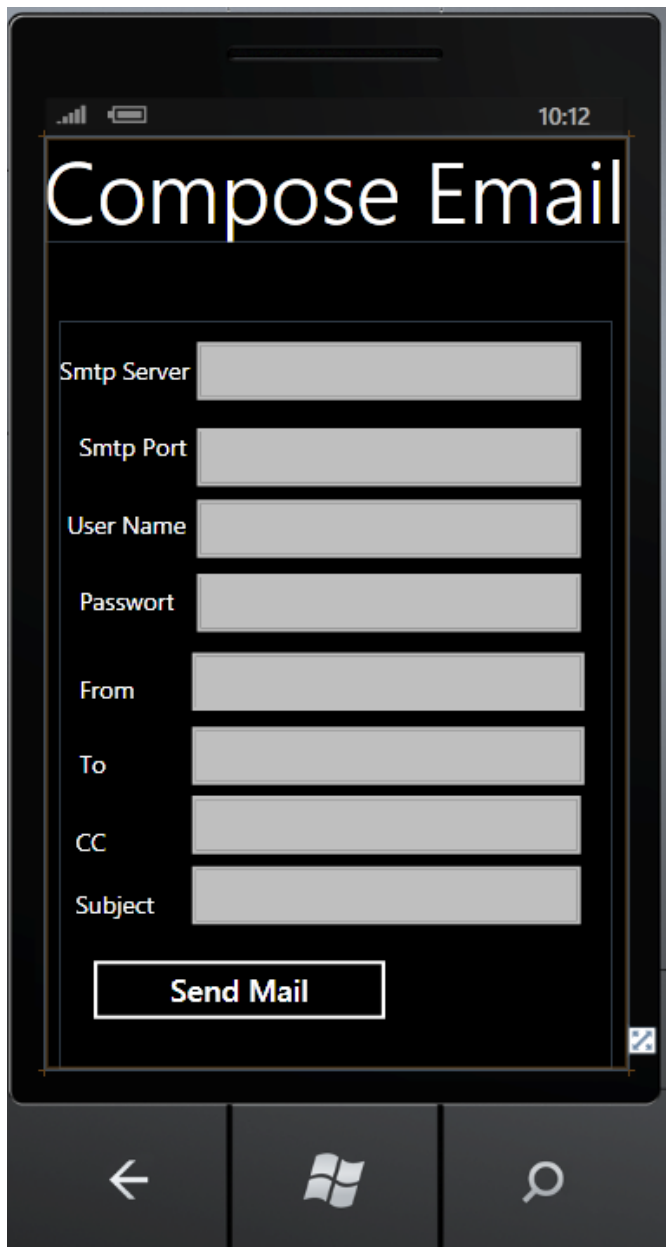 10:12
Compose Email
Smtp Server
Smtp Port
User Name
Passwort
From
To
CC
Subject
Send Mail